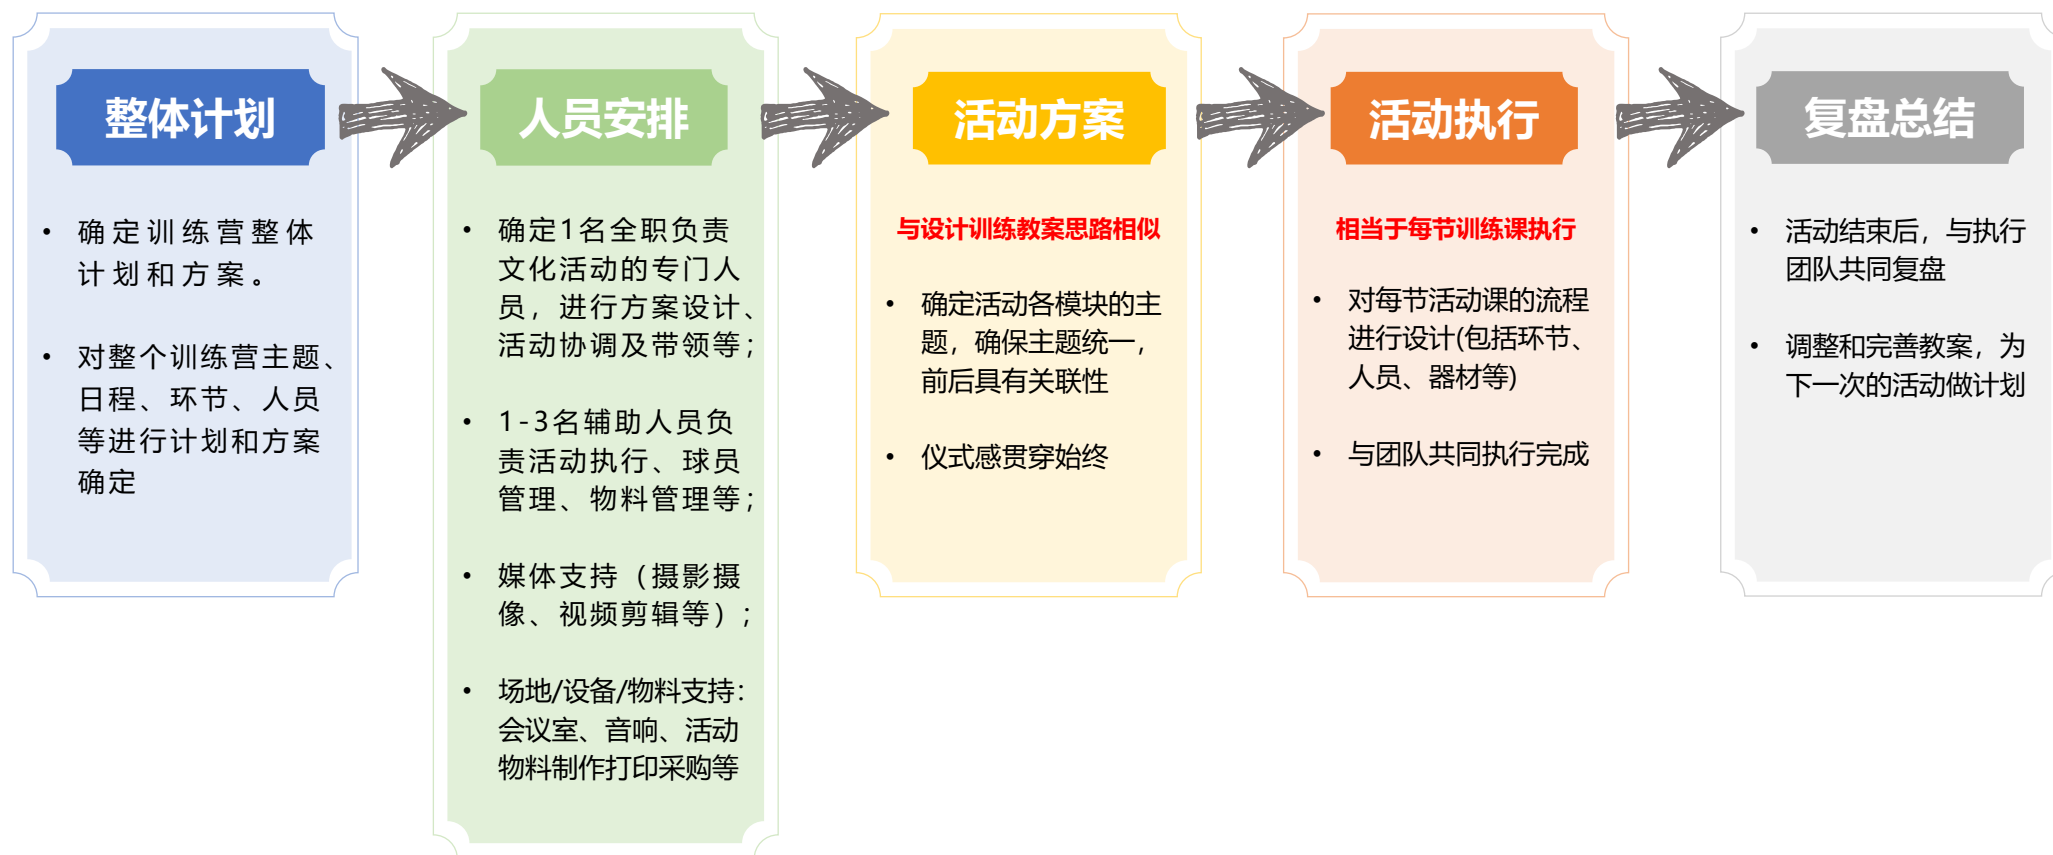 整体计划
• 确定训练营整体
计划和方案。
• 对整个训练营主题、
日程、环节、人员
等进行计划和方案
确定
人员安排
• 确定1名全职负责
文化活动的专门人
员，进行方案设计、
活动协调及带领等；
• 1-3名辅助人员负
责活动执行、球员
管理、物料管理等；
• 媒体支持（摄影摄
像、视频剪辑等）；
• 场地/设备/物料支持：
会议室、音响、活动
物料制作打印采购等
活动方案
与设计训练教案思路相似
• 确定活动各模块的主
题，确保主题统一，
前后具有关联性
• 仪式感贯穿始终
活动执行
相当于每节训练课执行
• 对每节活动课的流程
进行设计(包括环节、
人员、器材等)
• 与团队共同执行完成
复盘总结
• 活动结束后，与执行
团队共同复盘
• 调整和完善教案，为
下一次的活动做计划